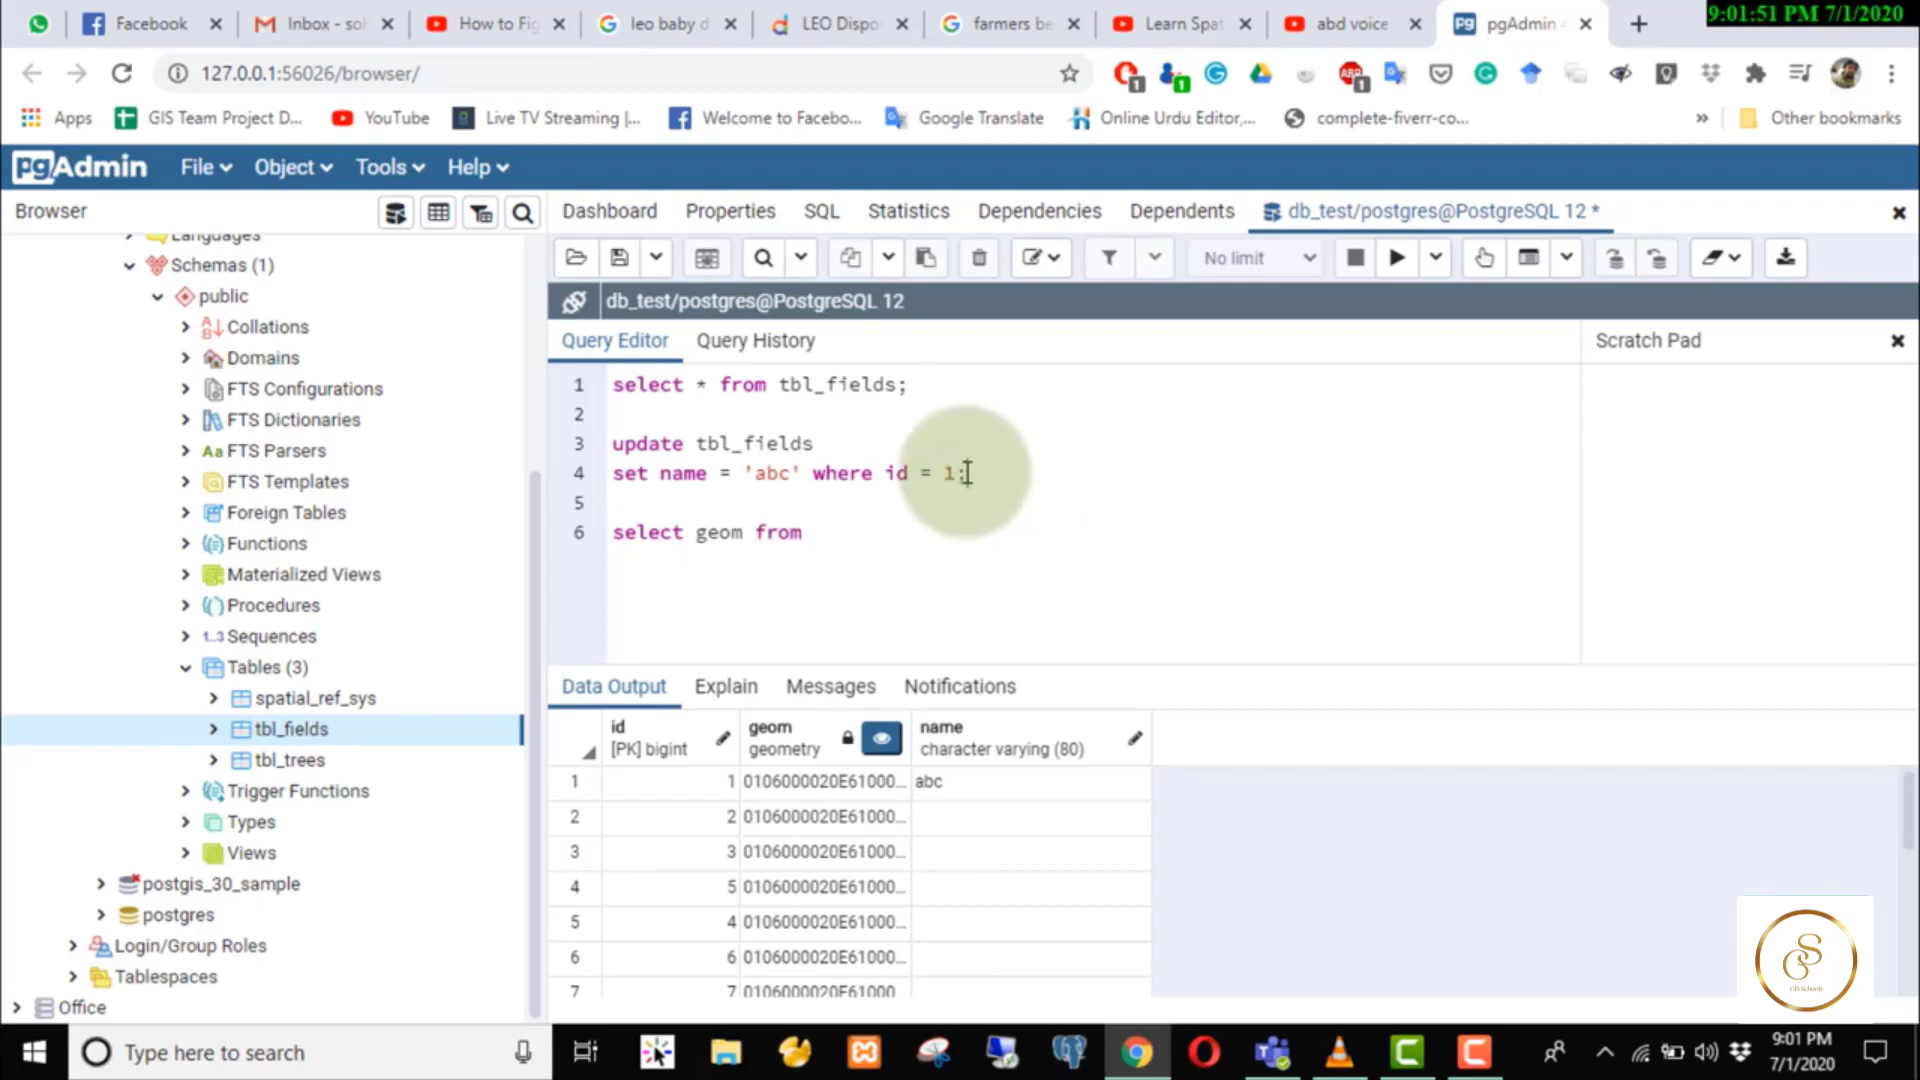 Facebook
Inbox - sol
How to Fig
leo baby d
LEO Dispo
farmers be
Learn Spat
abd voice
pgAdmin 4
9:01:51 PM 7/1/2020
127.0.0.1:56026/browser/
Apps
GIS Team Project D...
YouTube
Live TV Streaming |...
Welcome to Facebo...
Google Translate
Online Urdu Editor,...
complete-fiverr-co...
»
Other bookmarks
pgAdmin
File
Object
Tools
Help
Browser
Dashboard
Properties
SQL
Statistics
Dependencies
Dependents
db_test/postgres@PostgreSQL 12 *
No limit
db_test/postgres@PostgreSQL 12
Query Editor
Query History
Scratch Pad
1 select * from tbl_fields;
2
3 update tbl_fields
4 set name = 'abc' where id = 1;
5
6 select geom from
Languages
Schemas (1)
public
Collations
Domains
FTS Configurations
FTS Dictionaries
FTS Parsers
FTS Templates
Foreign Tables
Functions
Materialized Views
Procedures
Sequences
Tables (3)
spatial_ref_sys
tbl_fields
tbl_trees
Trigger Functions
Types
Views
postgis_30_sample
postgres
Login/Group Roles
Tablespaces
Office
Data Output
Explain
Messages
Notifications
id
[PK] bigint
geom
geometry
name
character varying (80)
1 1 0106000020E61000... abc
2 2 0106000020E61000...
3 3 0106000020E61000...
4 5 0106000020E61000...
5 4 0106000020E61000...
6 6 0106000020E61000...
7 7 0106000020E61000
GIS Schools
Type here to search
9:01 PM
7/1/2020